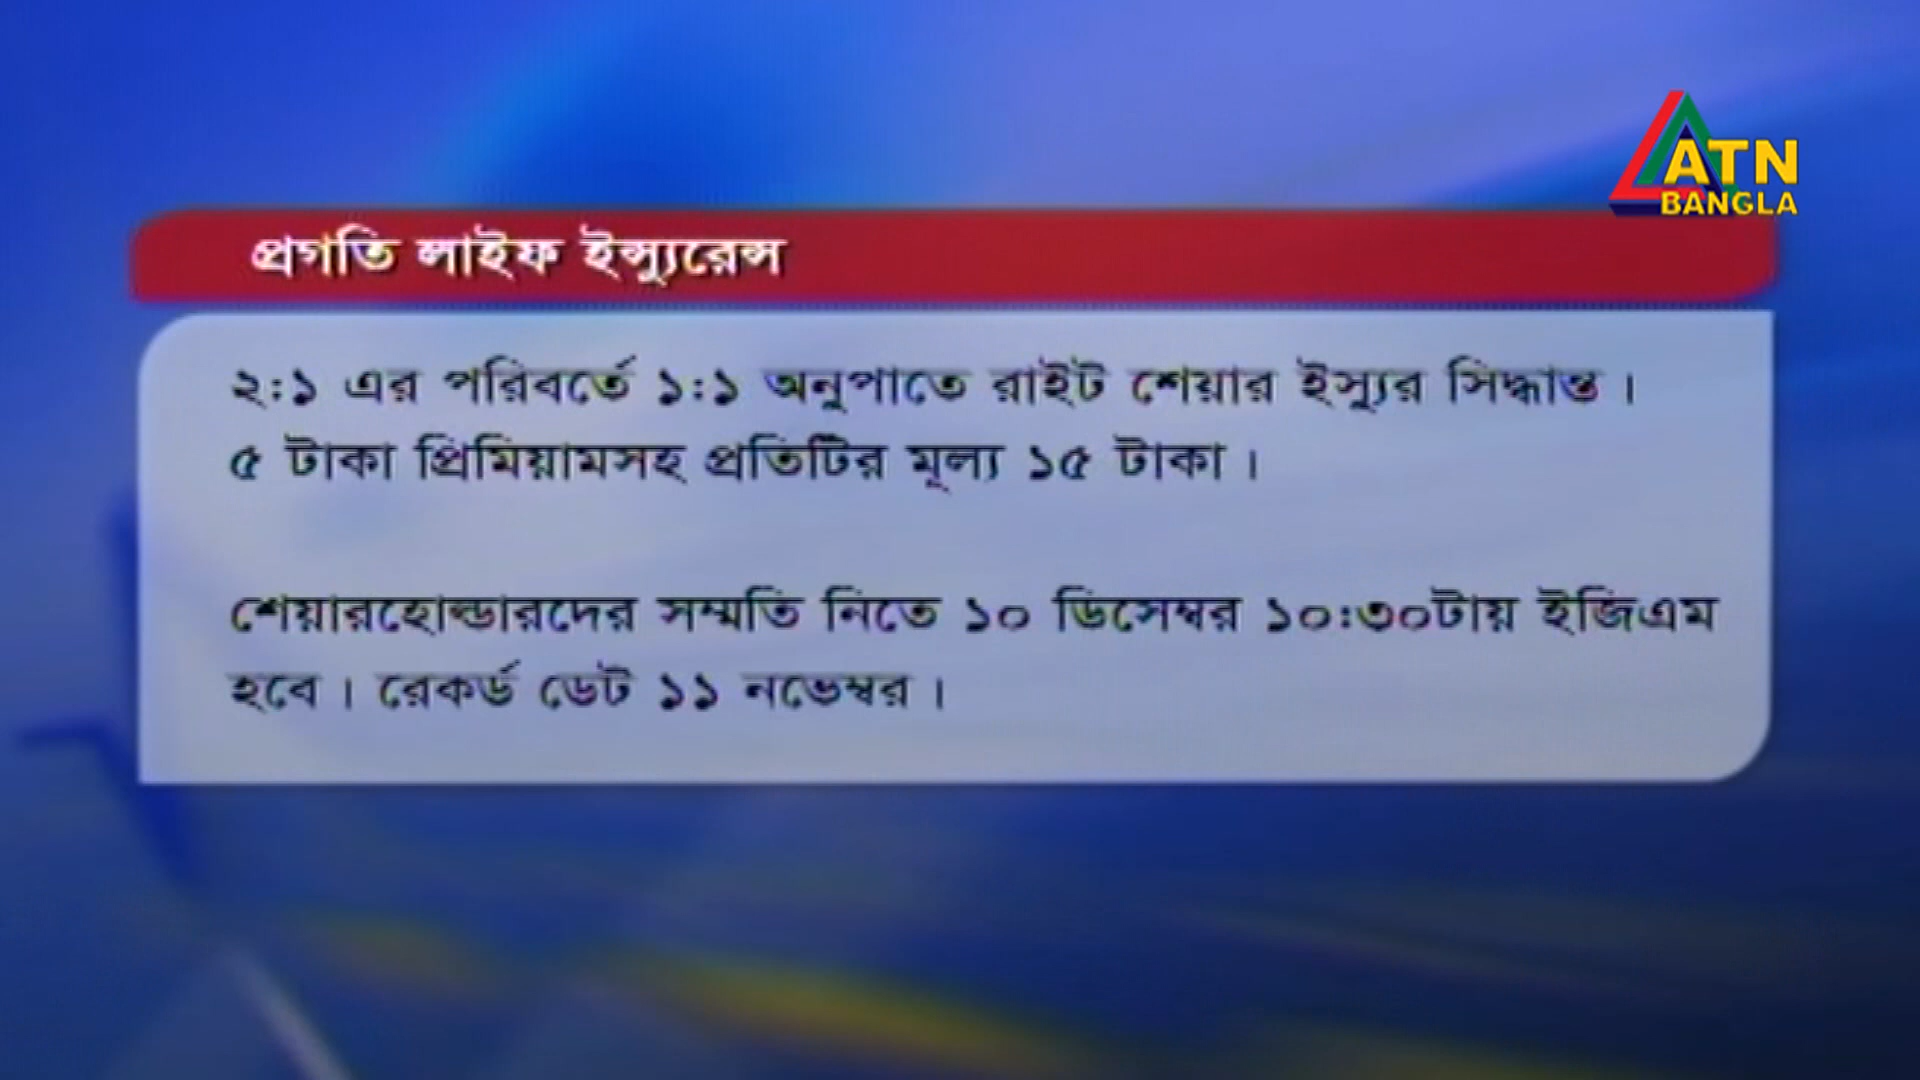 ATN
BANGLA
প্রগতি লাইফ ইন্স্যুরেন্স
২:১ এর পরিবর্তে ১:১ অনুপাতে রাইট শেয়ার ইস্যুর সিদ্ধান্ত।
৫ টাকা প্রিমিয়ামসহ প্রতিটির মূল্য ১৫ টাকা।
শেয়ারহোল্ডারদের সম্মতি নিতে ১০ ডিসেম্বর ১০:৩০টায় ইজিএম
হবে। রেকর্ড ডেট ১১ নভেম্বর।